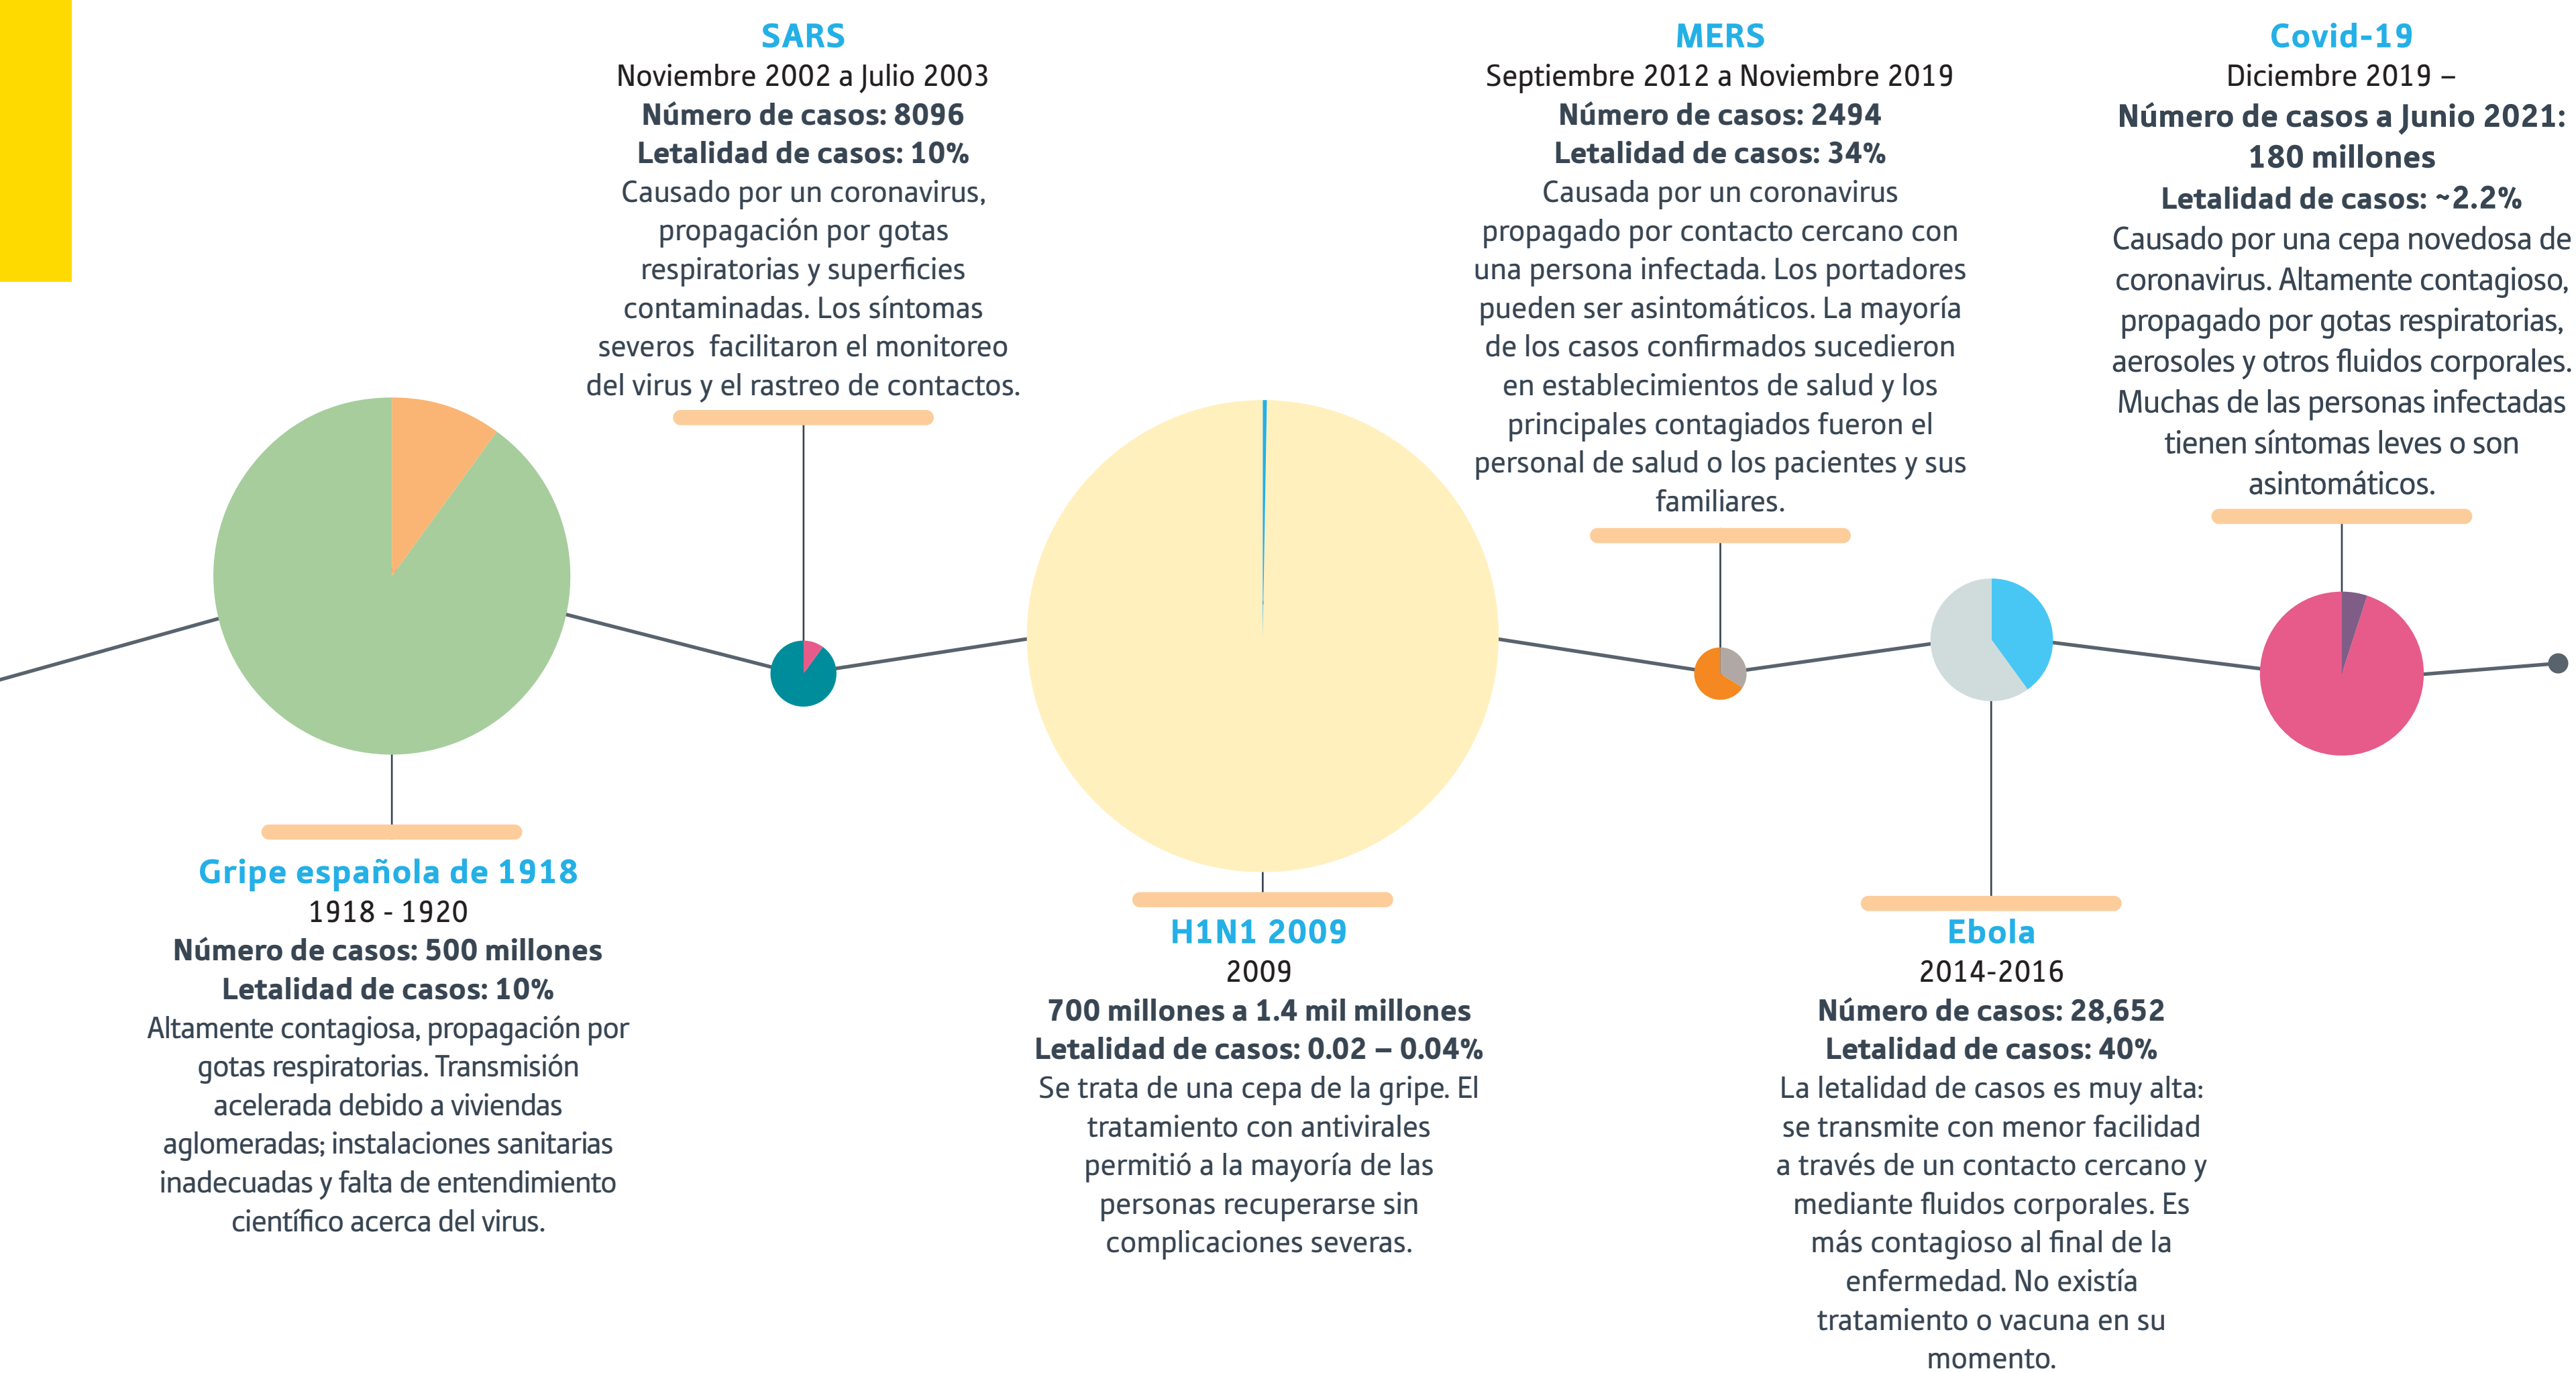 SARS
Noviembre 2002 a Julio 2003
Número de casos: 8096
Letalidad de casos: 10%
Causado por un coronavirus,
propagación por gotas
respiratorias y superficies
contaminadas. Los síntomas
severos  facilitaron el monitoreo
del virus y el rastreo de contactos.
MERS
Septiembre 2012 a Noviembre 2019
Número de casos: 2494
Letalidad de casos: 34%
Causada por un coronavirus
propagado por contacto cercano con
una persona infectada. Los portadores
pueden ser asintomáticos. La mayoría
de los casos confirmados sucedieron
en establecimientos de salud y los
principales contagiados fueron el
personal de salud o los pacientes y sus
familiares.
Covid-19
Diciembre 2019 –
Número de casos a Junio 2021:
180 millones
Letalidad de casos: ~2.2%
Causado por una cepa novedosa de
coronavirus. Altamente contagioso,
propagado por gotas respiratorias,
aerosoles y otros fluidos corporales.
Muchas de las personas infectadas
tienen síntomas leves o son
asintomáticos.
Gripe española de 1918
1918 - 1920
Número de casos: 500 millones
Letalidad de casos: 10%
Altamente contagiosa, propagación por
gotas respiratorias. Transmisión
acelerada debido a viviendas
aglomeradas; instalaciones sanitarias
inadecuadas y falta de entendimiento
científico acerca del virus.
H1N1 2009
2009
700 millones a 1.4 mil millones
Letalidad de casos: 0.02 – 0.04%
Se trata de una cepa de la gripe. El
tratamiento con antivirales
permitió a la mayoría de las
personas recuperarse sin
complicaciones severas.
Ebola
2014-2016
Número de casos: 28,652
Letalidad de casos: 40%
La letalidad de casos es muy alta:
se transmite con menor facilidad
a través de un contacto cercano y
mediante fluidos corporales. Es
más contagioso al final de la
enfermedad. No existía
tratamiento o vacuna en su
momento.